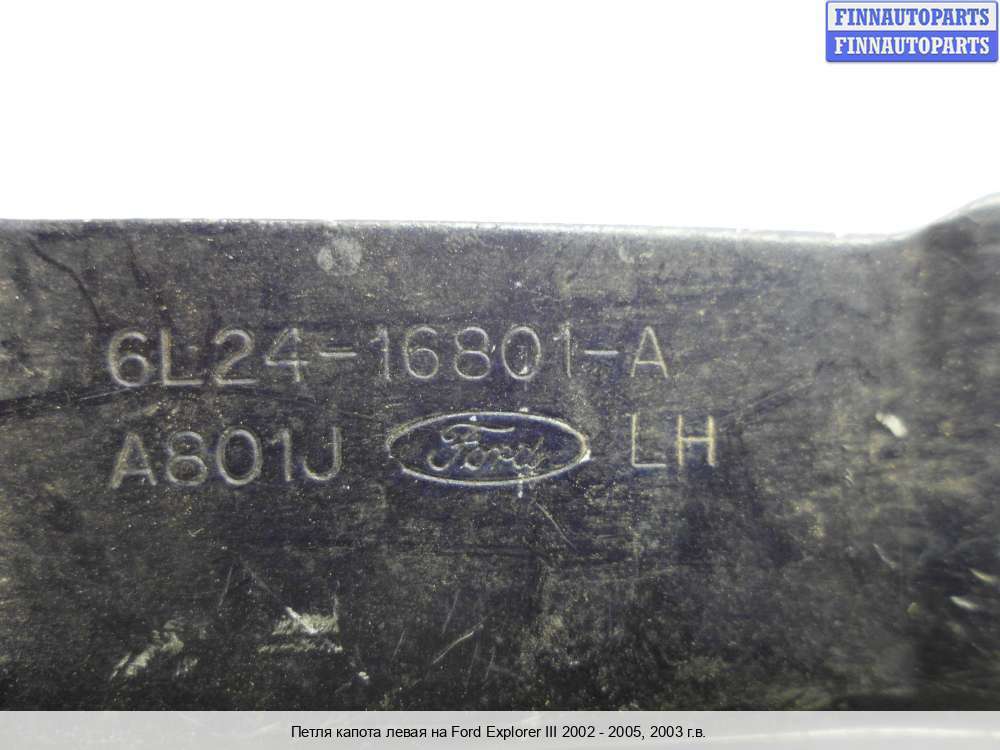 FINNAUTOPARTS
FINNAUTOPARTS
6L24-16801-A
A801J Ford LH
Петля капота левая на Ford Explorer III 2002 - 2005, 2003 г.в.